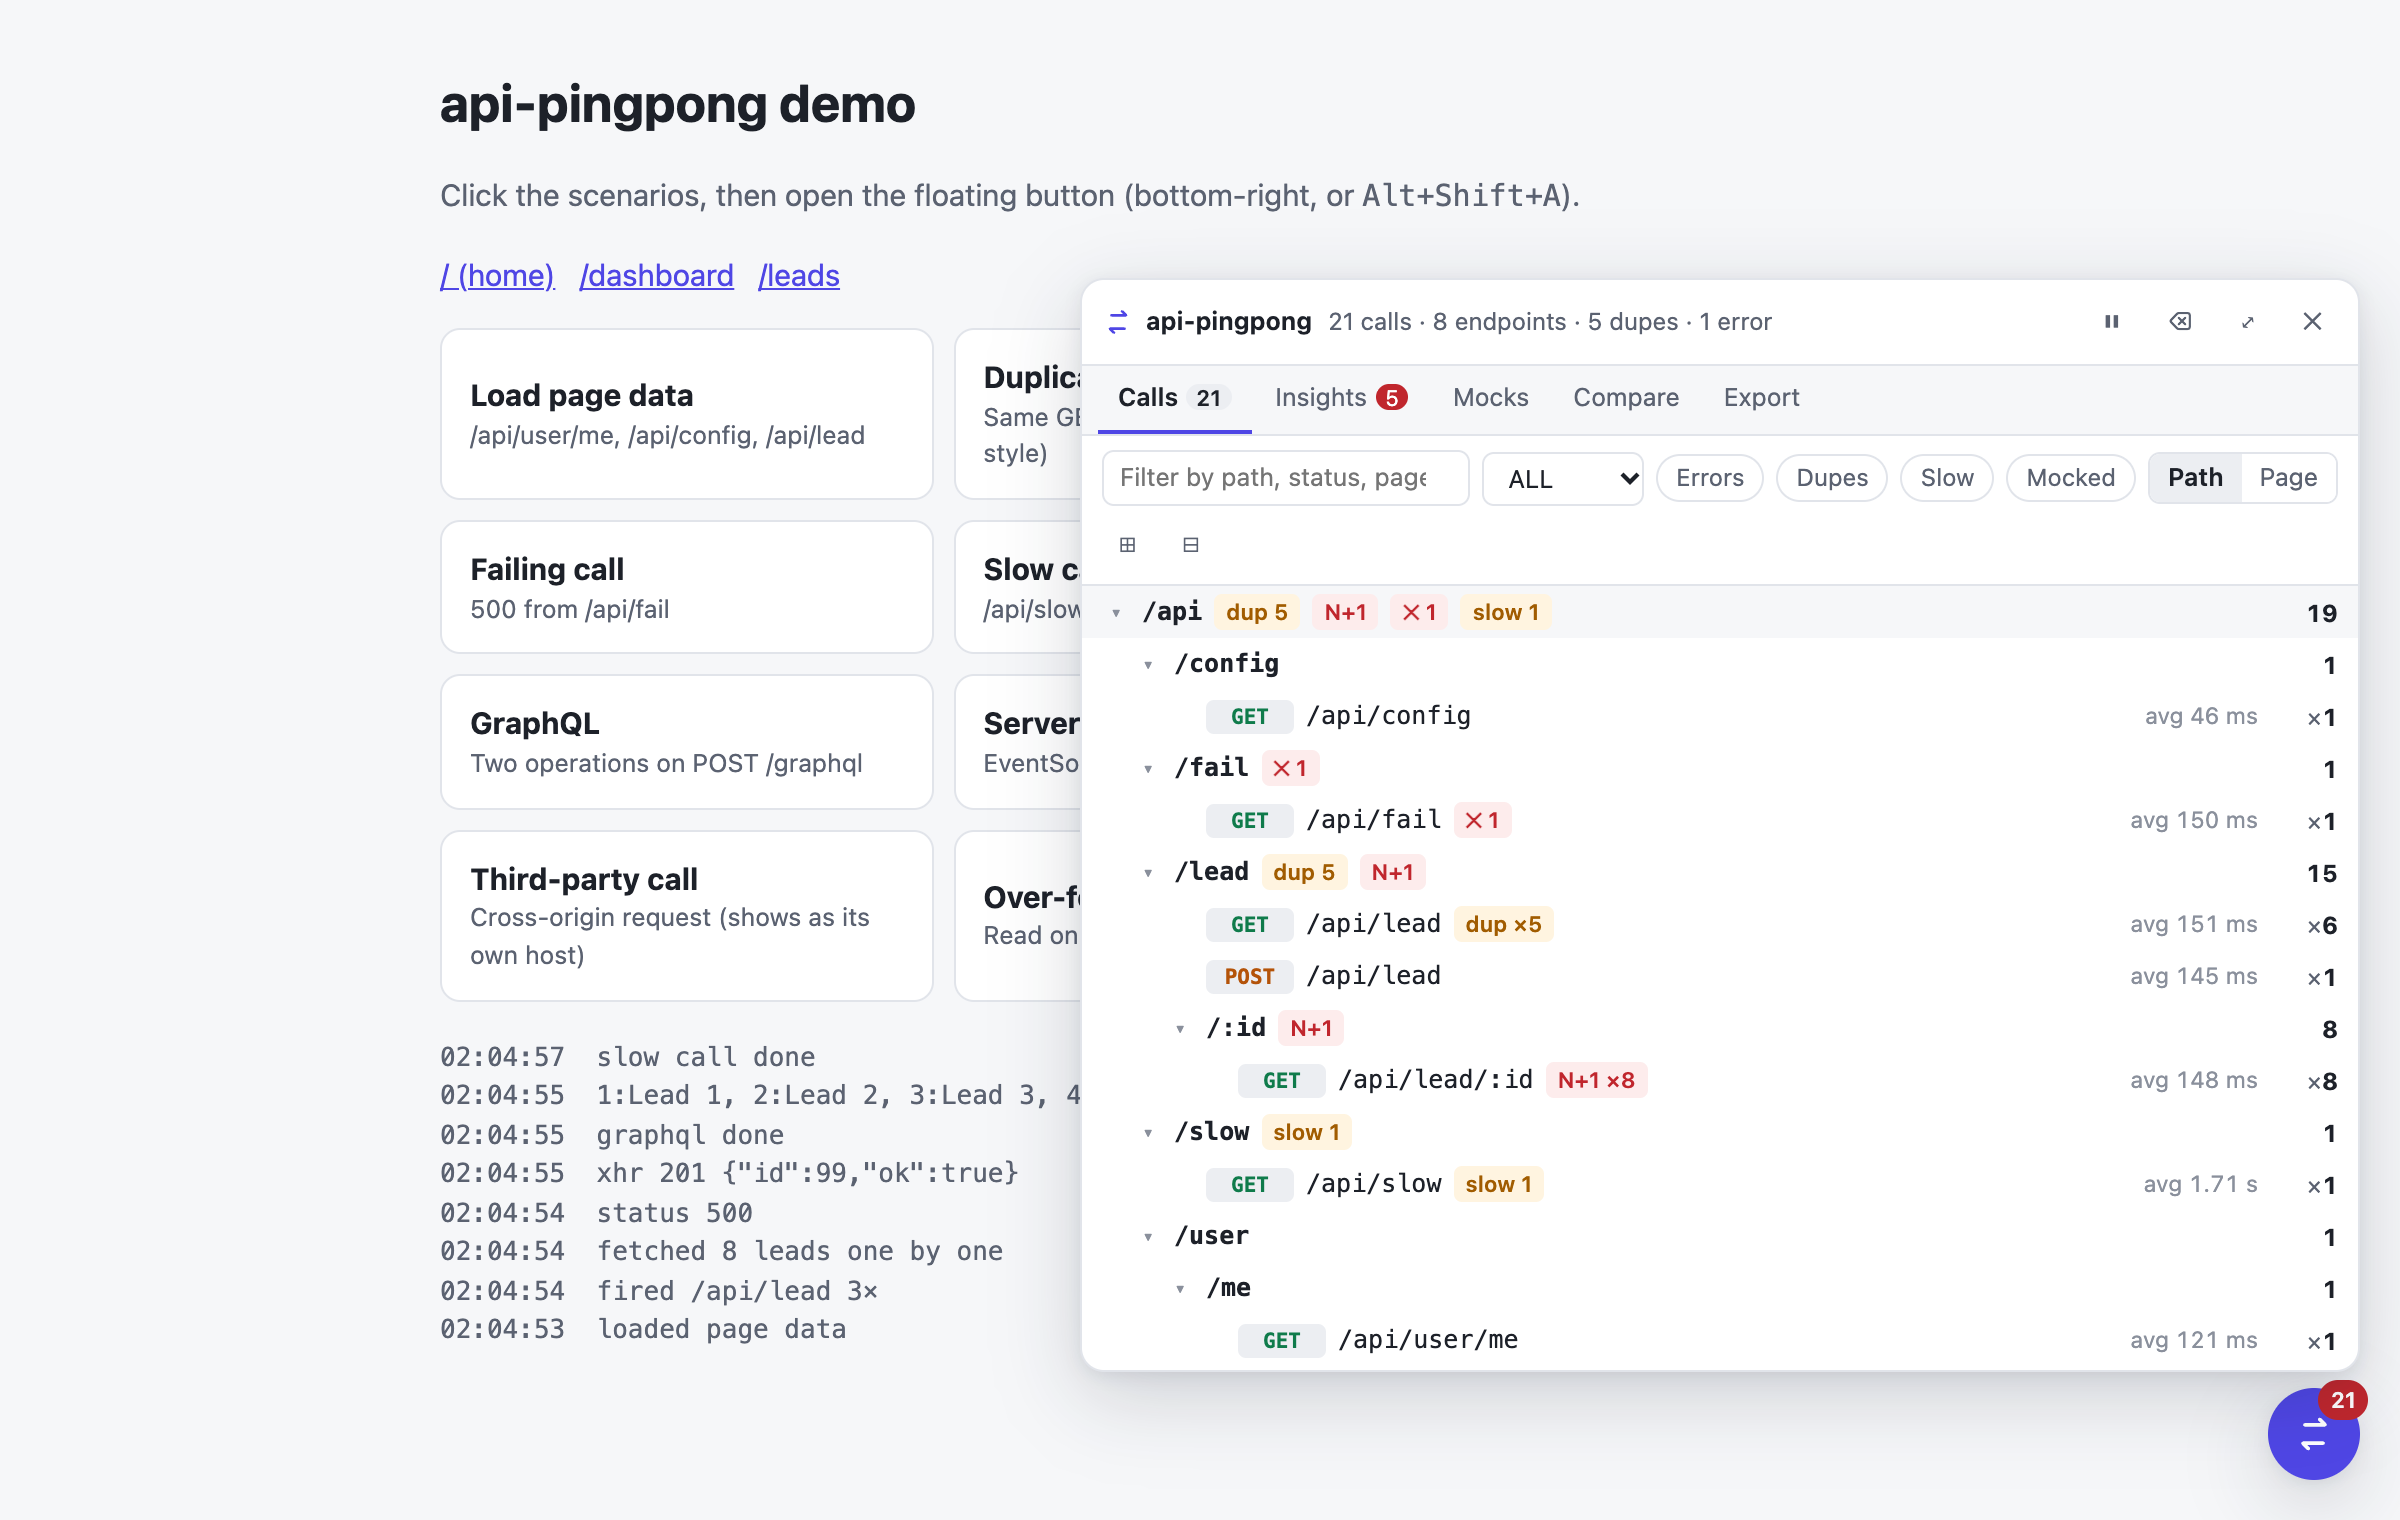 api-pingpong demo
Click the scenarios, then open the floating button (bottom-right, or Alt+Shift+A).
/ (home) /dashboard /leads
Load page data
/api/user/me, /api/config, /api/lead
Same
style)
Failing call
500 from /api/fail
Slow
GraphQL
Two operations on POST /graphql
Server
Third-party call
Cross-origin request (shows as its
own host)
Read on
02:04:57 slow call done
02:04:55 1:Lead 1, 2:Lead 2, 3:Lead 3, 4
02:04:55 graphql done
02:04:55 xhr 201 {"id":99,"ok":true}
02:04:54 status 500
02:04:54 fetched 8 leads one by one
02:04:54 fired /api/lead 3×
02:04:53 loaded page data
api-pingpong 21 calls · 8 endpoints · 5 dupes · 1 error
Calls 21 Insights 5 Mocks Compare Export
Filter by path, status, page ALL Errors Dupes Slow Mocked Path Page
/api dup 5 N+1 ✕ 1 slow 1 19
/config 1
GET /api/config avg 46 ms ×1
/fail ✕ 1 1
GET /api/fail ✕ 1 avg 150 ms ×1
/lead dup 5 N+1 15
GET /api/lead dup ×5 avg 151 ms ×6
POST /api/lead avg 145 ms ×1
/:id N+1 8
GET /api/lead/:id N+1 ×8 avg 148 ms ×8
/slow slow 1 1
GET /api/slow slow 1 avg 1.71 s ×1
/user 1
/me 1
GET /api/user/me avg 121 ms ×1
21